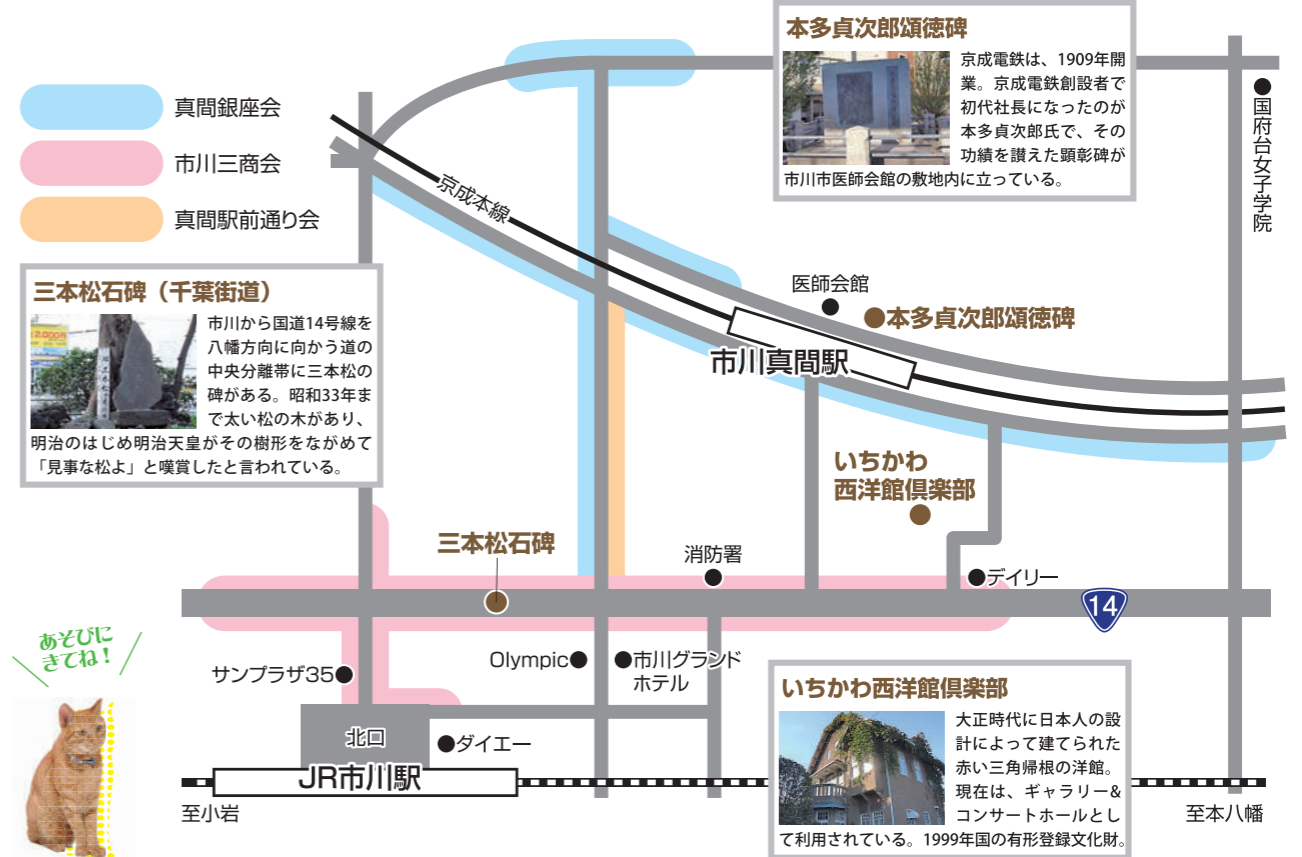 真間銀座会
市川三商会
真間駅前通り会
本多貞次郎頌徳碑
京成電鉄は、1909年開
業。京成電鉄創設者で
初代社長になったのが
本多貞次郎氏で、その
功績を讃えた顕彰碑が
市川市医師会館の敷地内に立っている。
国府台女子学院
京成本線
三本松石碑（千葉街道）
市川から国道14号線を
八幡方向に向かう道の
中央分離帯に三本松の
碑がある。昭和33年ま
で太い松の木があり、
明治のはじめ明治天皇がその樹形をながめて
「見事な松よ」と嘆賞したと言われている。
医師会館
本多貞次郎頌徳碑
市川真間駅
いちかわ
西洋館倶楽部
三本松石碑
消防署
デイリー
14
あそびに
きてね！
サンプラザ35
Olympic
市川グランド
ホテル
北口
ダイエー
JR市川駅
至小岩
いちかわ西洋館倶楽部
大正時代に日本人の設
計によって建てられた
赤い三角帰根の洋館。
現在は、ギャラリー&
コンサートホールとし
て利用されている。1999年国の有形登録文化財。
至本八幡